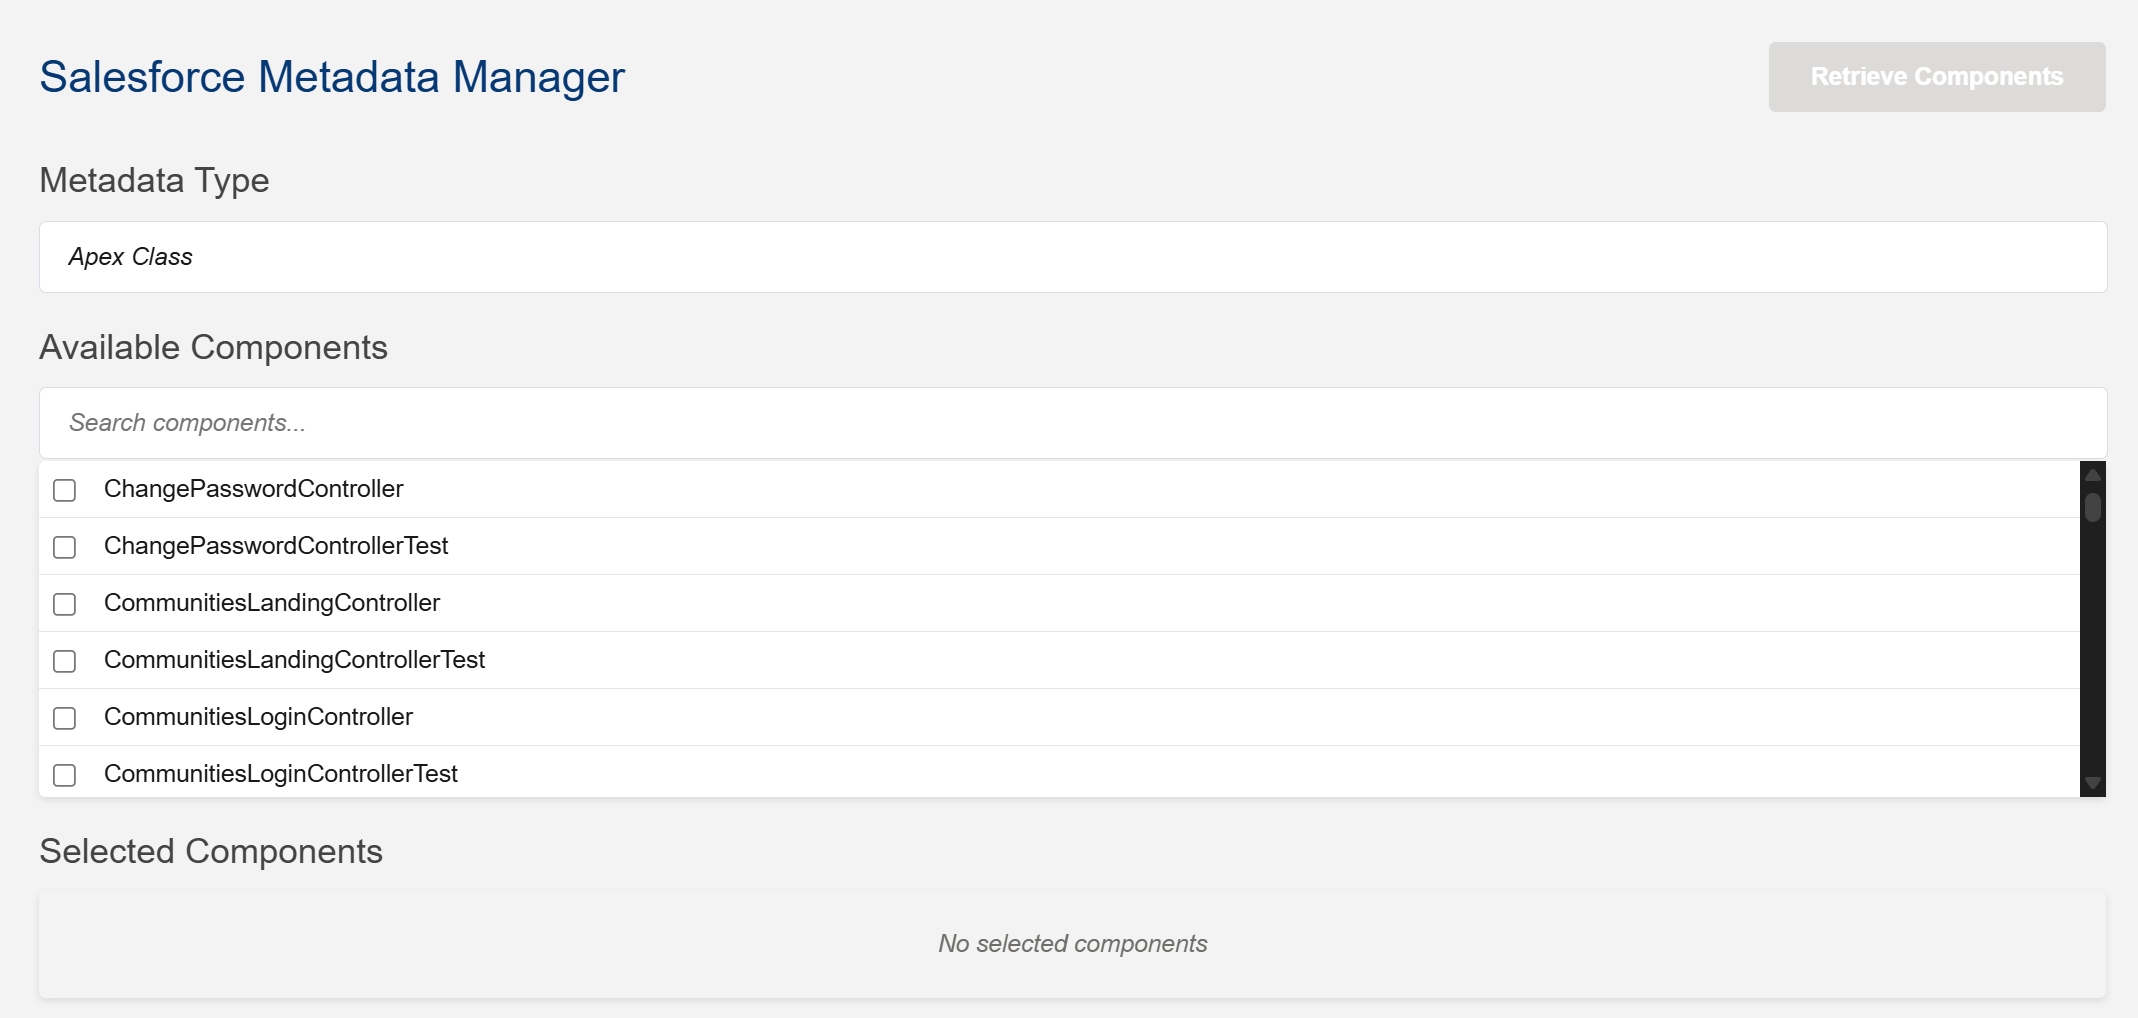 Salesforce Metadata Manager
Retrieve Components
Metadata Type
Apex Class
Available Components
Search components...
ChangePasswordController
ChangePasswordControllerTest
CommunitiesLandingController
CommunitiesLandingControllerTest
CommunitiesLoginController
CommunitiesLoginControllerTest
Selected Components
No selected components